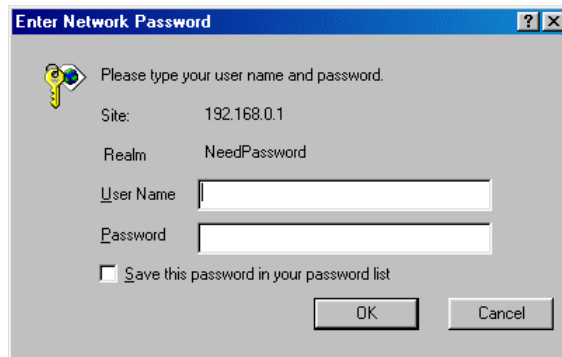 Enter Network Password
Please type your user name and password.
Site: 192.168.0.1
Realm NeedPassword
User Name
Password
Save this password in your password list
OK Cancel